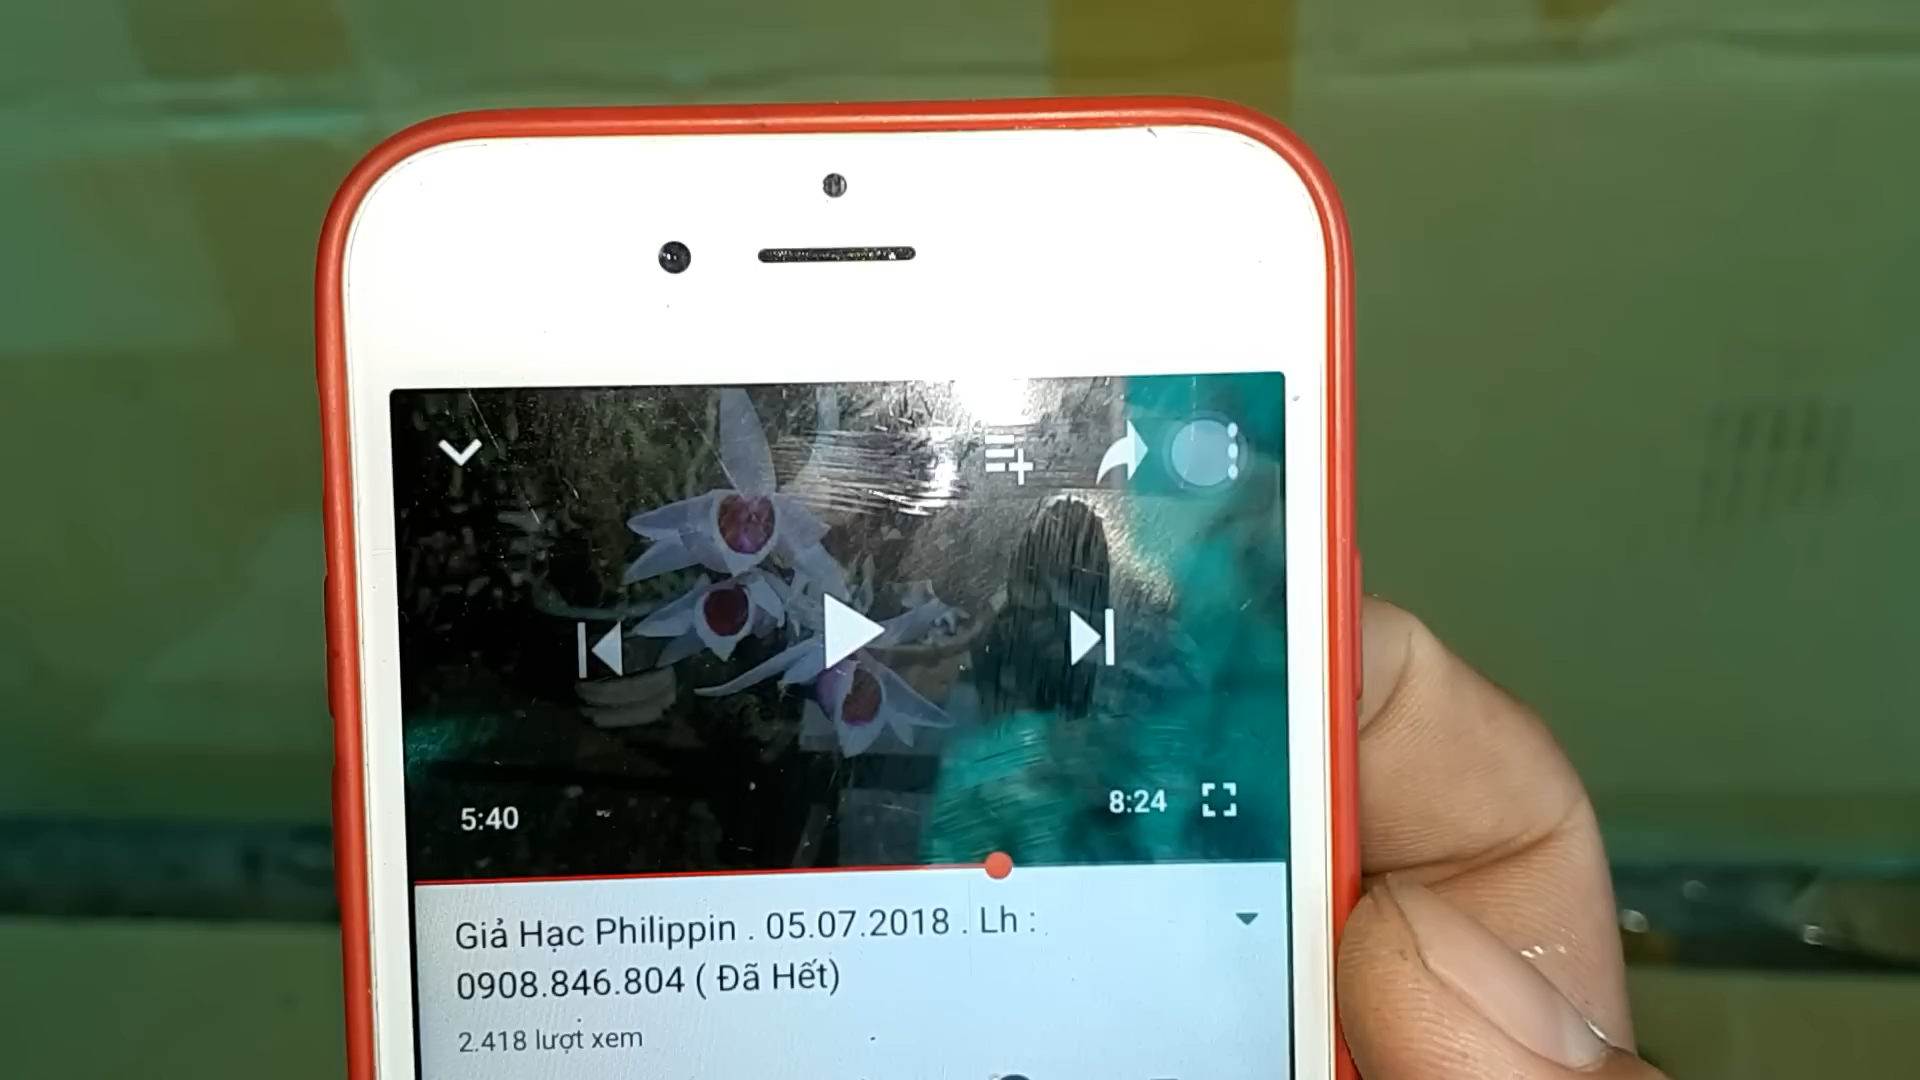 5:40
8:24
Giả Hạc Philippin . 05.07.2018 . Lh :
0908.846.804 ( Đã Hết)
2.418 lượt xem